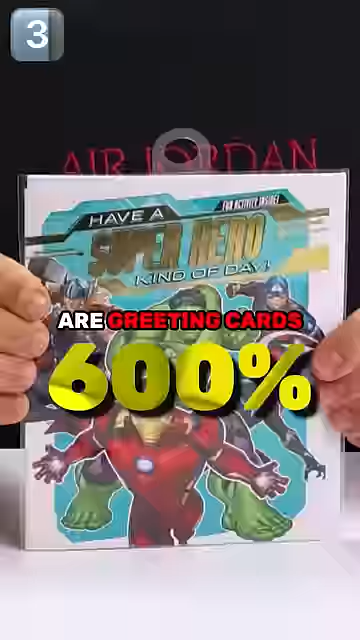 3
AIR JORDAN
HAVE A
FUN ACTIVITY INSIDE!
SUPER HERO
KIND OF DAY!
ARE GREETING CARDS
600%